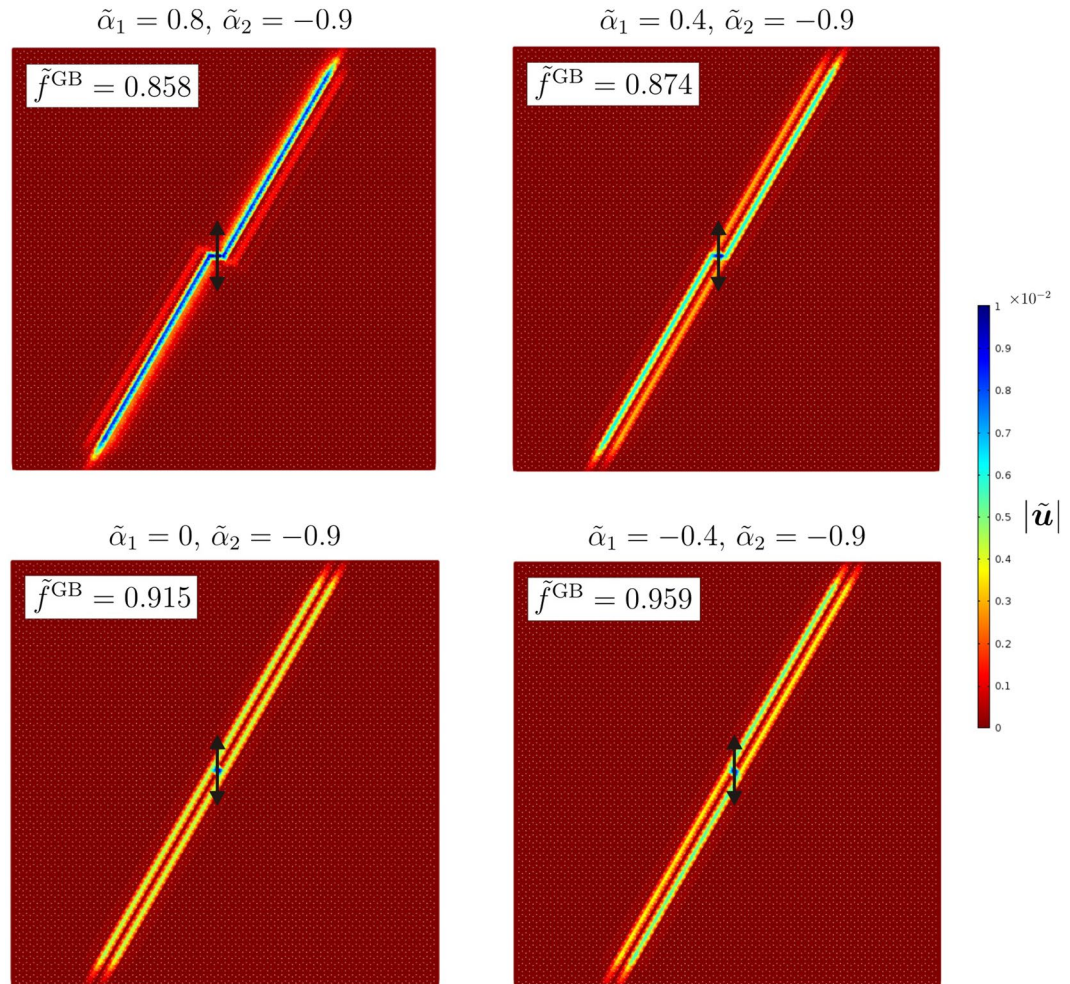 α̃₁ = 0.8, α̃₂ = −0.9
f̃ᴳᴮ = 0.858
α̃₁ = 0.4, α̃₂ = −0.9
f̃ᴳᴮ = 0.874
α̃₁ = 0, α̃₂ = −0.9
f̃ᴳᴮ = 0.915
α̃₁ = −0.4, α̃₂ = −0.9
f̃ᴳᴮ = 0.959
1 ×10⁻²
0.9
0.8
0.7
0.6
0.5
0.4
0.3
0.2
0.1
0
|ũ|